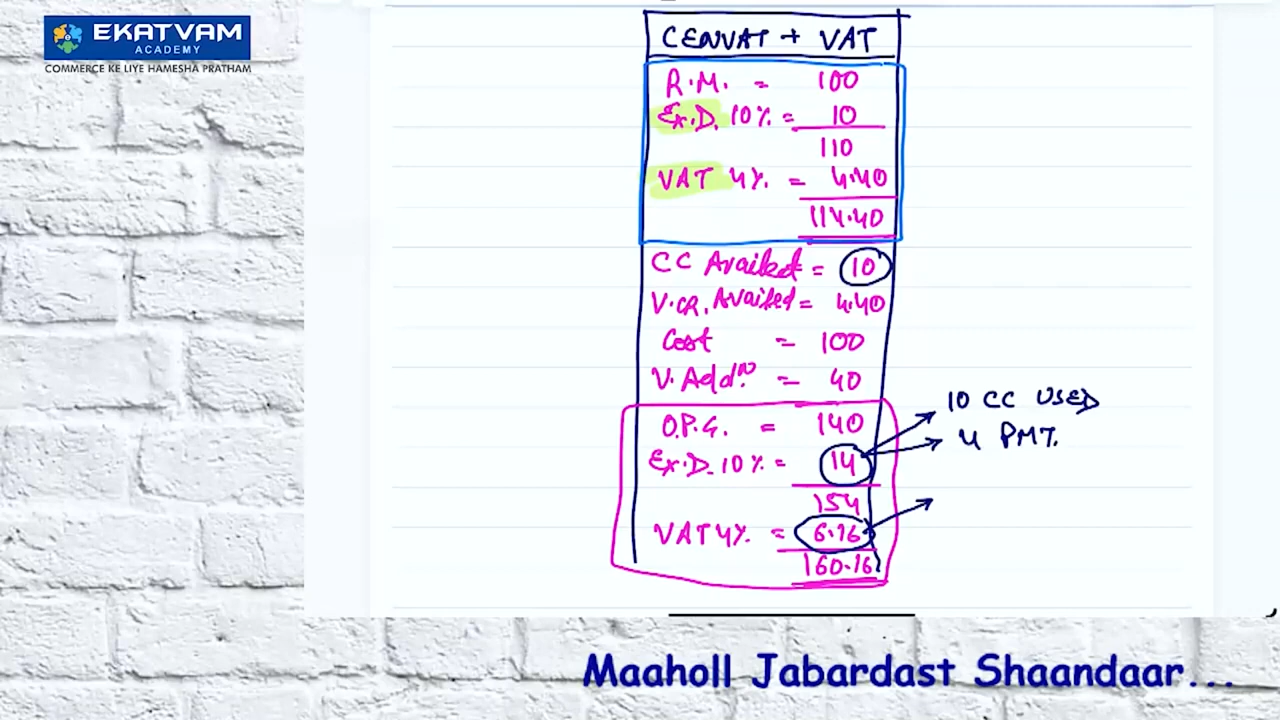 EKATVAM
ACADEMY
COMMERCE KE LIYE HAMESHA PRATHAM
CENVAT + VAT
R.M. = 100
Ex.D. 10% = 10
110
VAT 4% = 4.40
114.40
CC Availed = 10
V.CR. Availed = 4.40
Cost = 100
V. Addn. = 40
O.P.G. = 140
Ex.D. 10% = 14
10 CC USED
4 PMT.
154
VAT 4% = 6.16
160.16
Maaholl Jabardast Shaandaar...